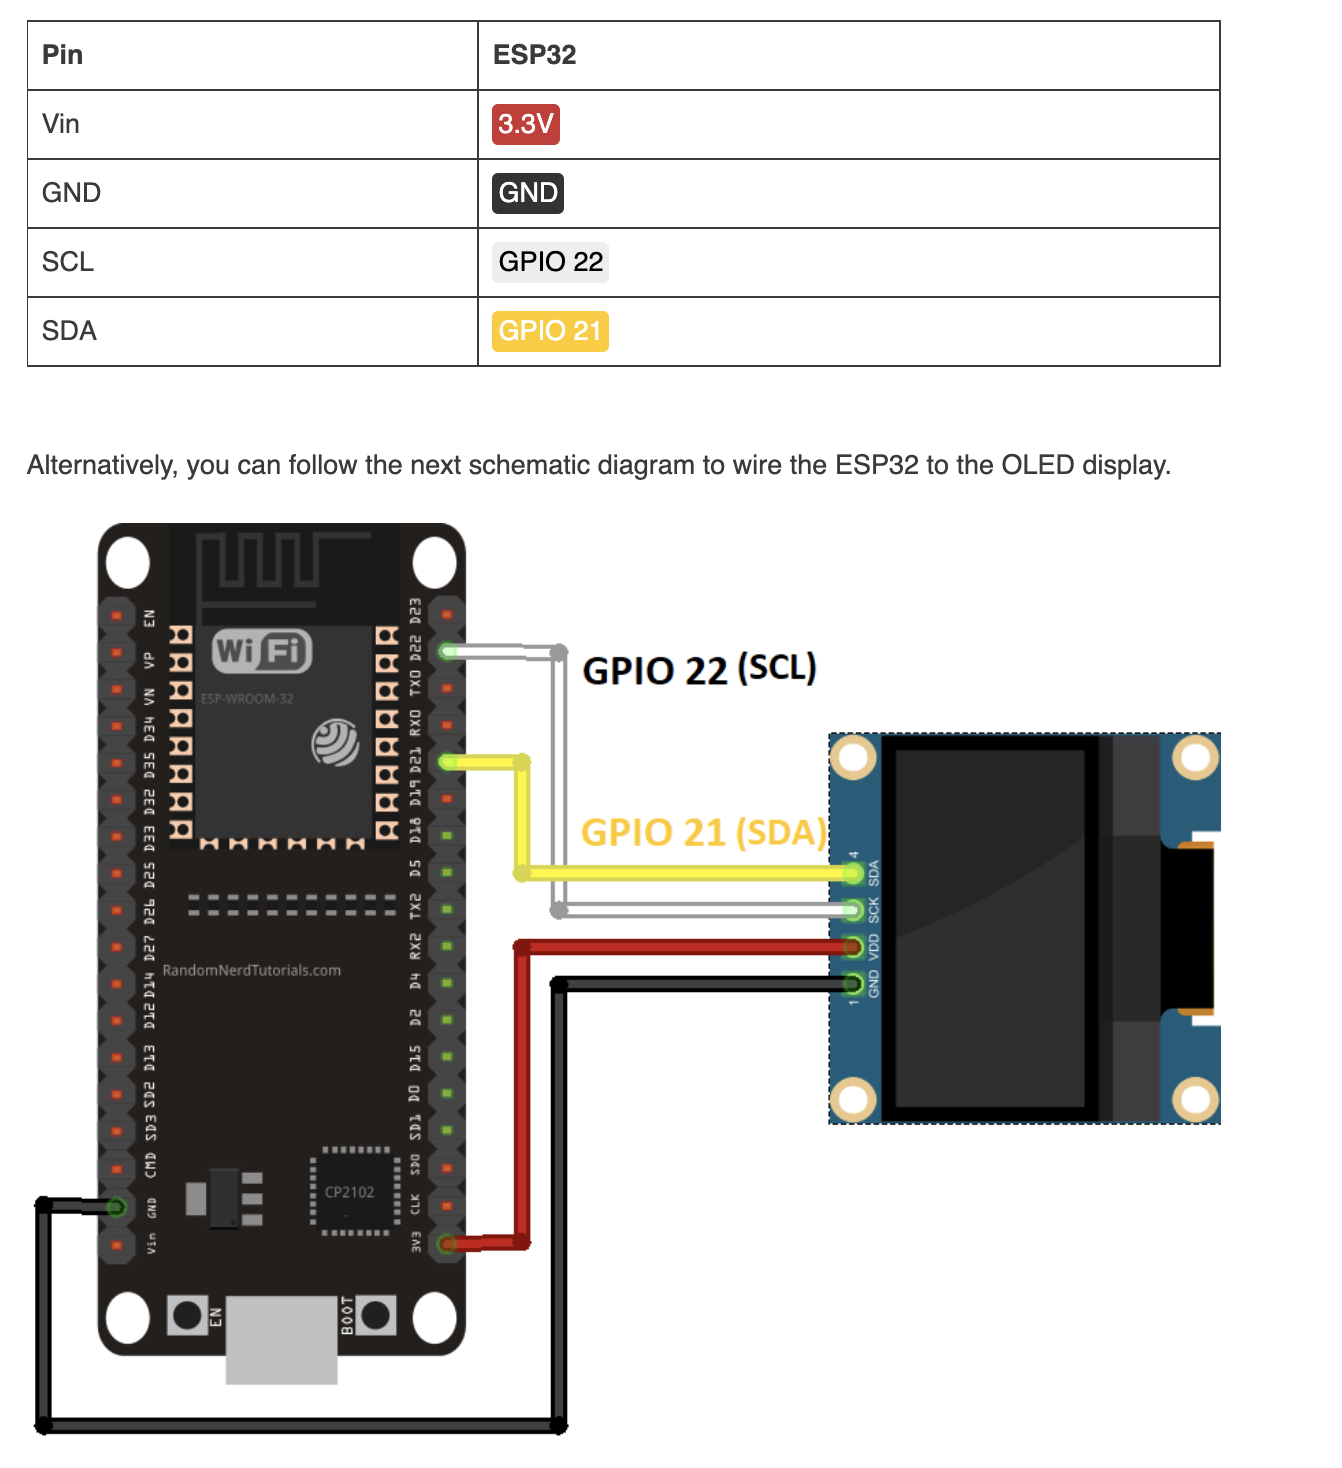 Pin ESP32
Vin 3.3V
GND GND
SCL GPIO 22
SDA GPIO 21
Alternatively, you can follow the next schematic diagram to wire the ESP32 to the OLED display.
EN
VP
VN
D34
D35
D32
D33
D25
D26
D27
D14
D12
D13
SD2
SD3
CMD
GND
Vin
WiFi
ESP-WROOM-32
RandomNerdTutorials.com
CP2102
EN
BOOT
D23
D22
TX0
RX0
D21
D19
D18
D5
TX2
RX2
D4
D2
D15
D0
SD1
SD0
CLK
3V3
GPIO 22 (SCL)
GPIO 21 (SDA)
4
SDA
SCK
VDD
GND
1